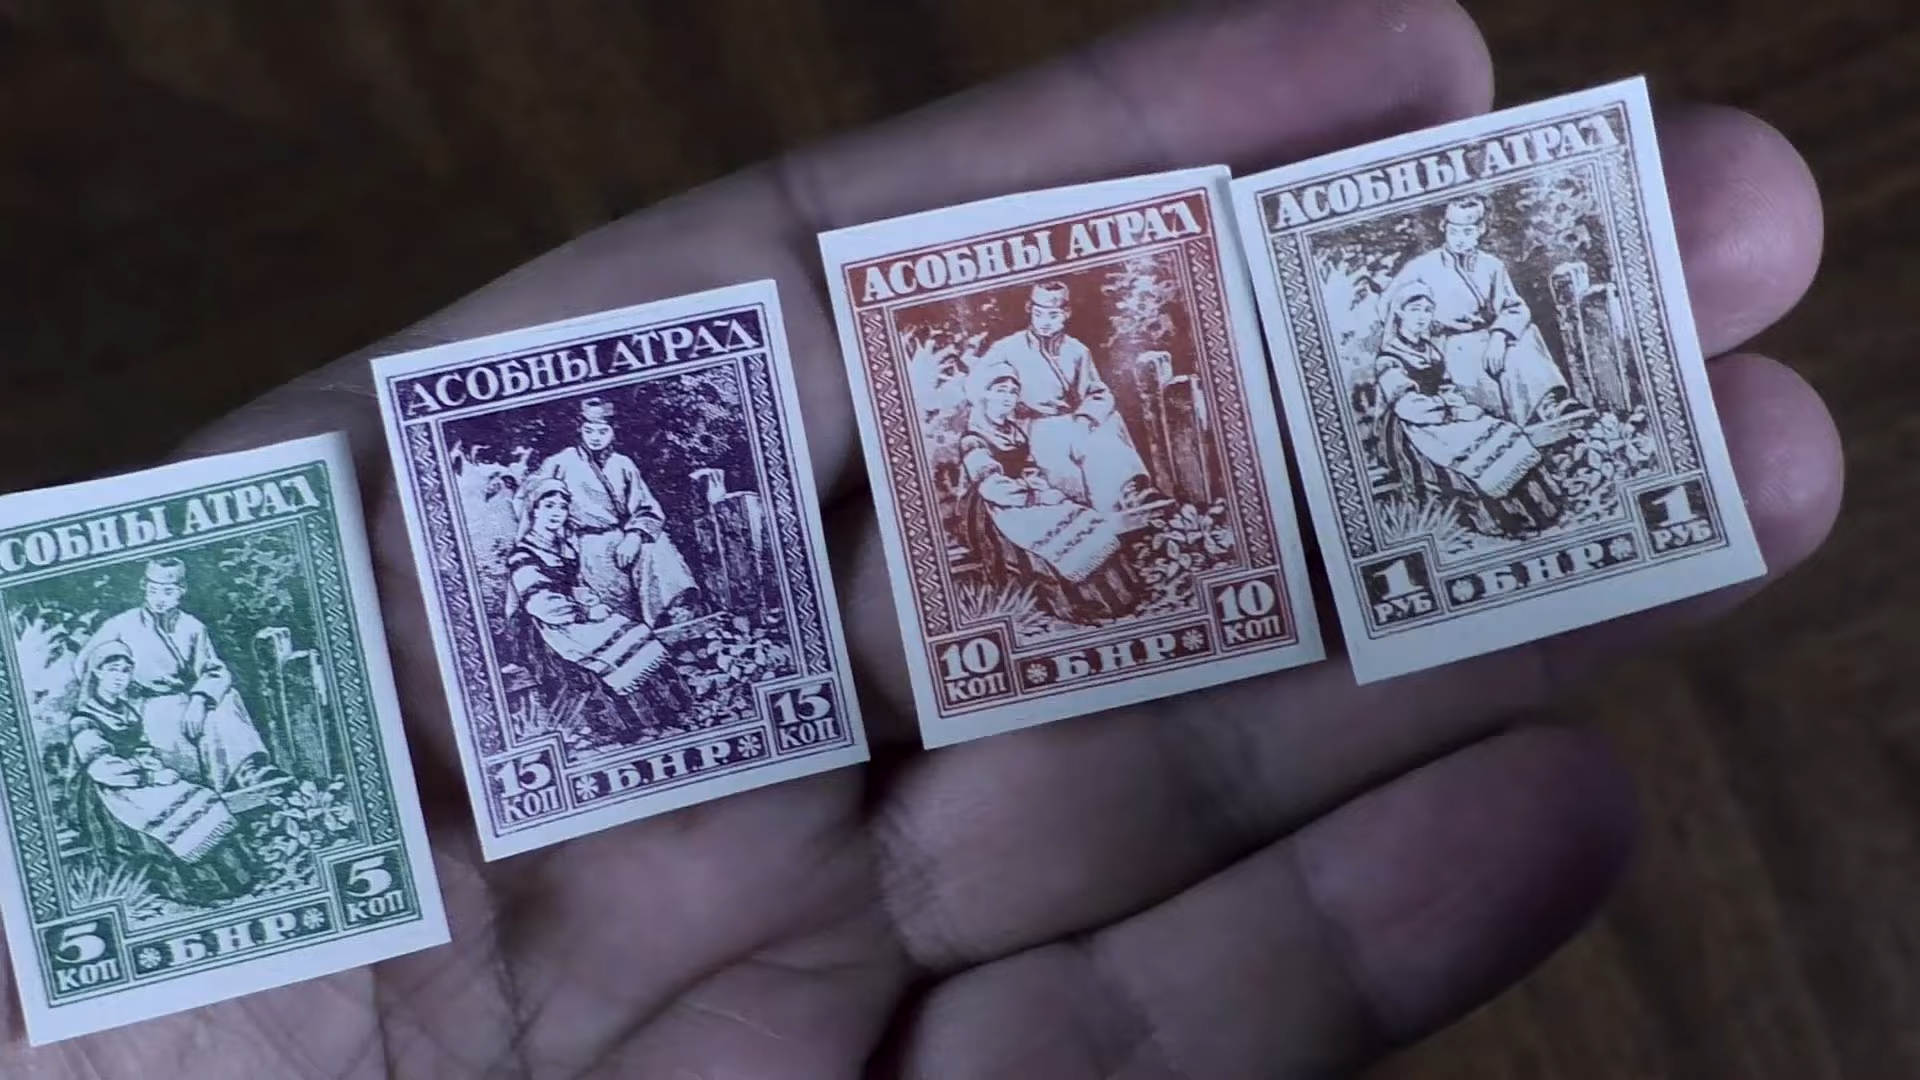 СОБНЫ АТРАД
5 КОП
* Б.Н.Р *
5 КОП
АСОБНЫ АТРАД
15 КОП
* Б.Н.Р. *
15 КОП
АСОБНЫ АТРАД
10 КОП
* Б.Н.Р *
10 КОП
АСОБНЫ АТРАД
1 РУБ
* Б.Н.Р *
1 РУБ